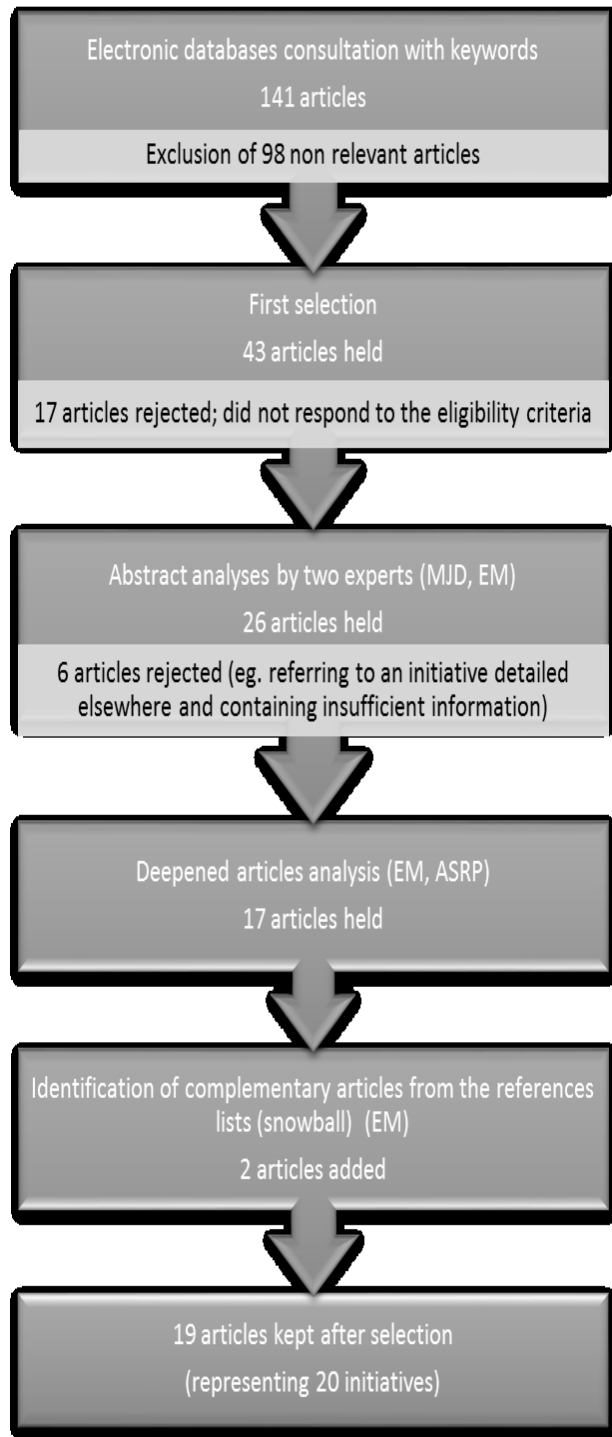 Electronic databases consultation with keywords
141 articles
Exclusion of 98 non relevant articles
First selection
43 articles held
17 articles rejected; did not respond to the eligibility criteria
Abstract analyses by two experts (MJD, EM)
26 articles held
6 articles rejected (eg. referring to an initiative detailed
elsewhere and containing insufficient information)
Deepened articles analysis (EM, ASRP)
17 articles held
Identification of complementary articles from the references
lists (snowball) (EM)
2 articles added
19 articles kept after selection
(representing 20 initiatives)